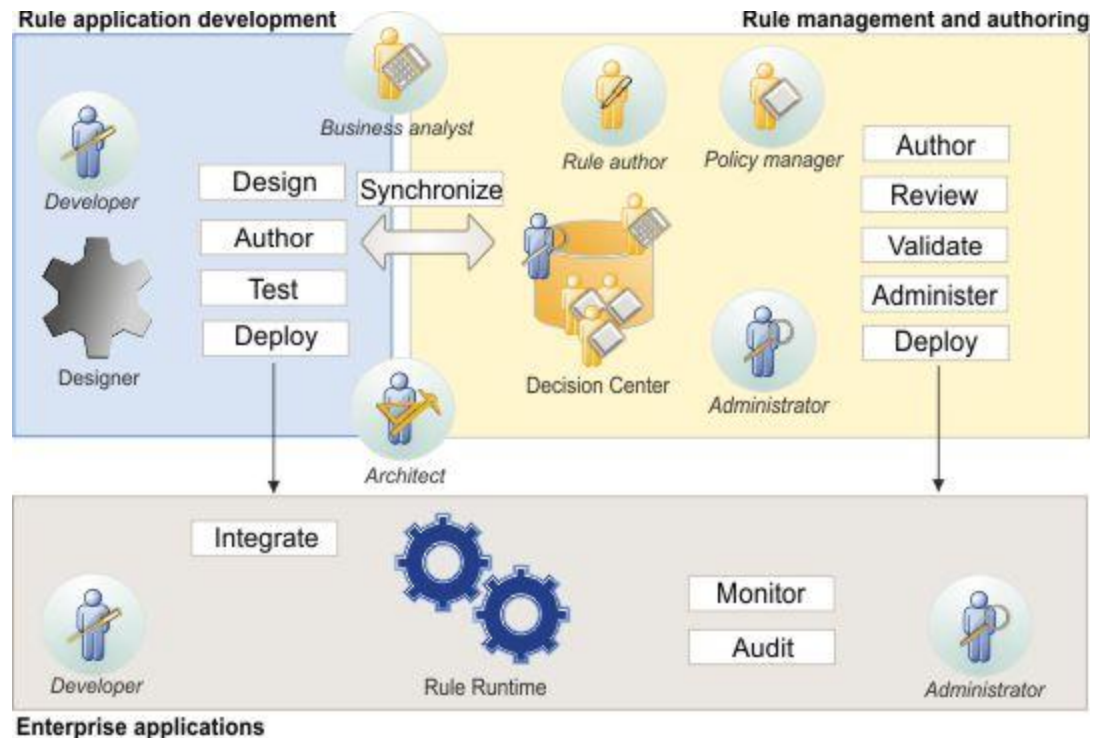 Rule application development
Rule management and authoring
Business analyst
Developer
Rule author
Policy manager
Design
Author
Test
Deploy
Synchronize
Author
Review
Validate
Administer
Deploy
Designer
Decision Center
Administrator
Architect
Integrate
Monitor
Audit
Developer
Rule Runtime
Administrator
Enterprise applications